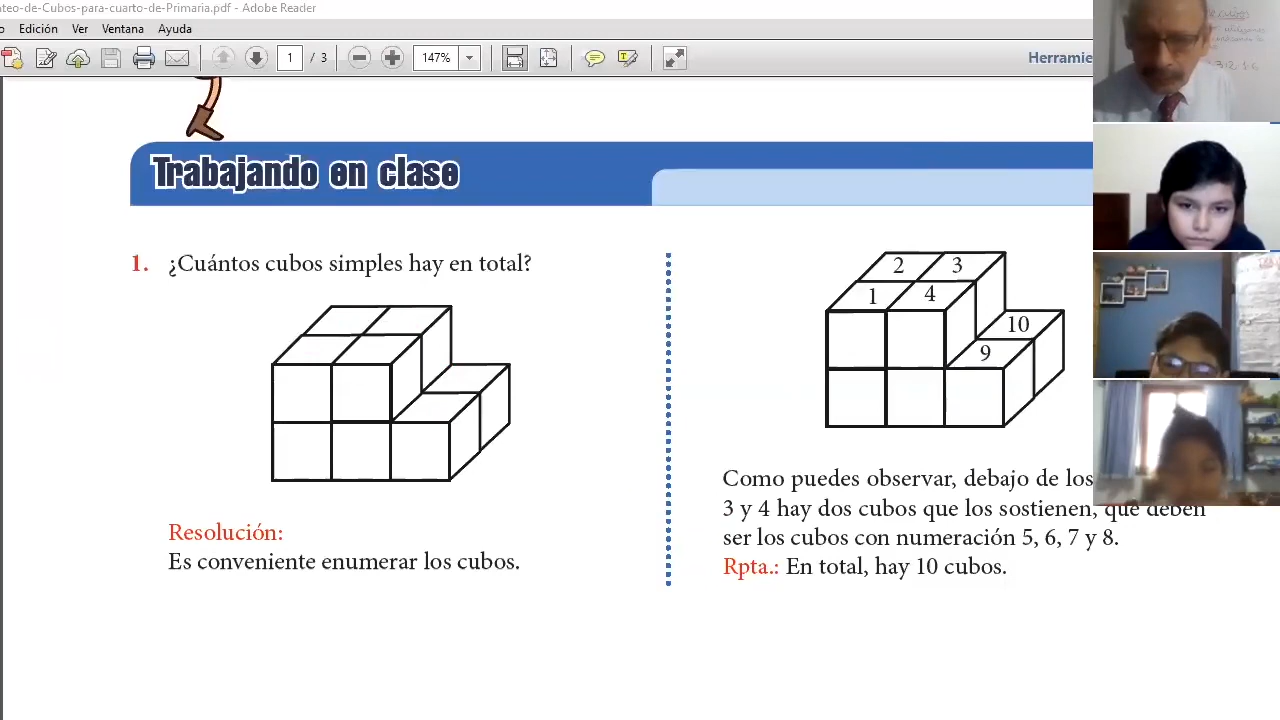 ateo-de-Cubos-para-cuarto-de-Primaria.pdf - Adobe Reader
o Edición Ver Ventana Ayuda
1 / 3 147% Herramie
Trabajando en clase
1. ¿Cuántos cubos simples hay en total?
Resolución:
Es conveniente enumerar los cubos.
2 3
1 4
10
9
Como puedes observar, debajo de los
3 y 4 hay dos cubos que los sostienen, que deben
ser los cubos con numeración 5, 6, 7 y 8.
Rpta.: En total, hay 10 cubos.